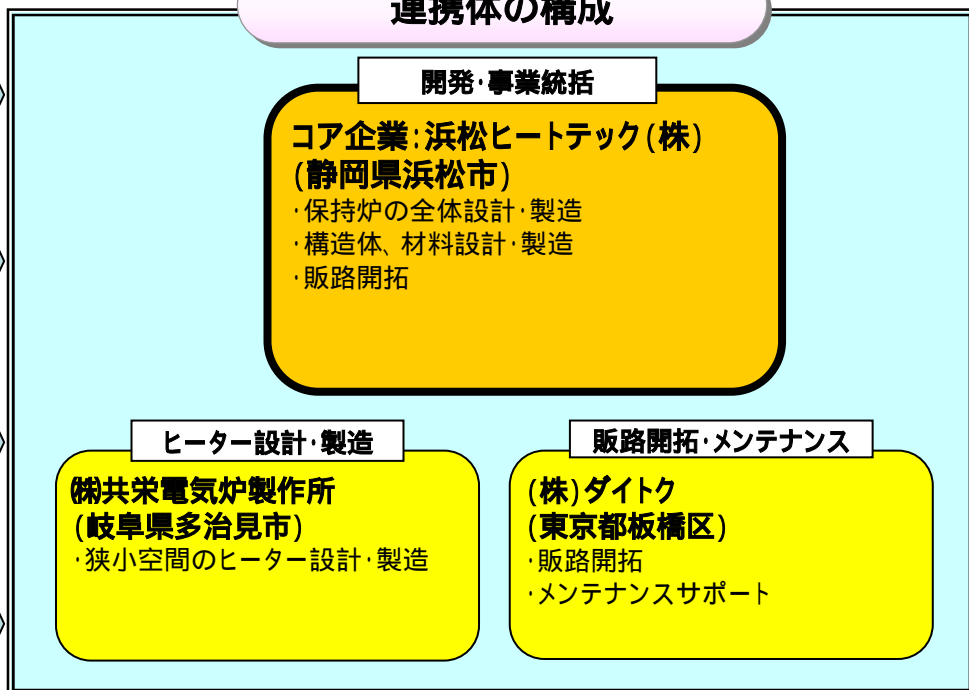 連携体の構成
開発・事業統括
コア企業:浜松ヒートテック(株)
(静岡県浜松市)
・保持炉の全体設計・製造
・構造体、材料設計・製造
・販路開拓
ヒーター設計・製造
㈱共栄電気炉製作所
(岐阜県多治見市)
・狭小空間のヒーター設計・製造
販路開拓・メンテナンス
(株)ダイトク
(東京都板橋区)
・販路開拓
・メンテナンスサポート